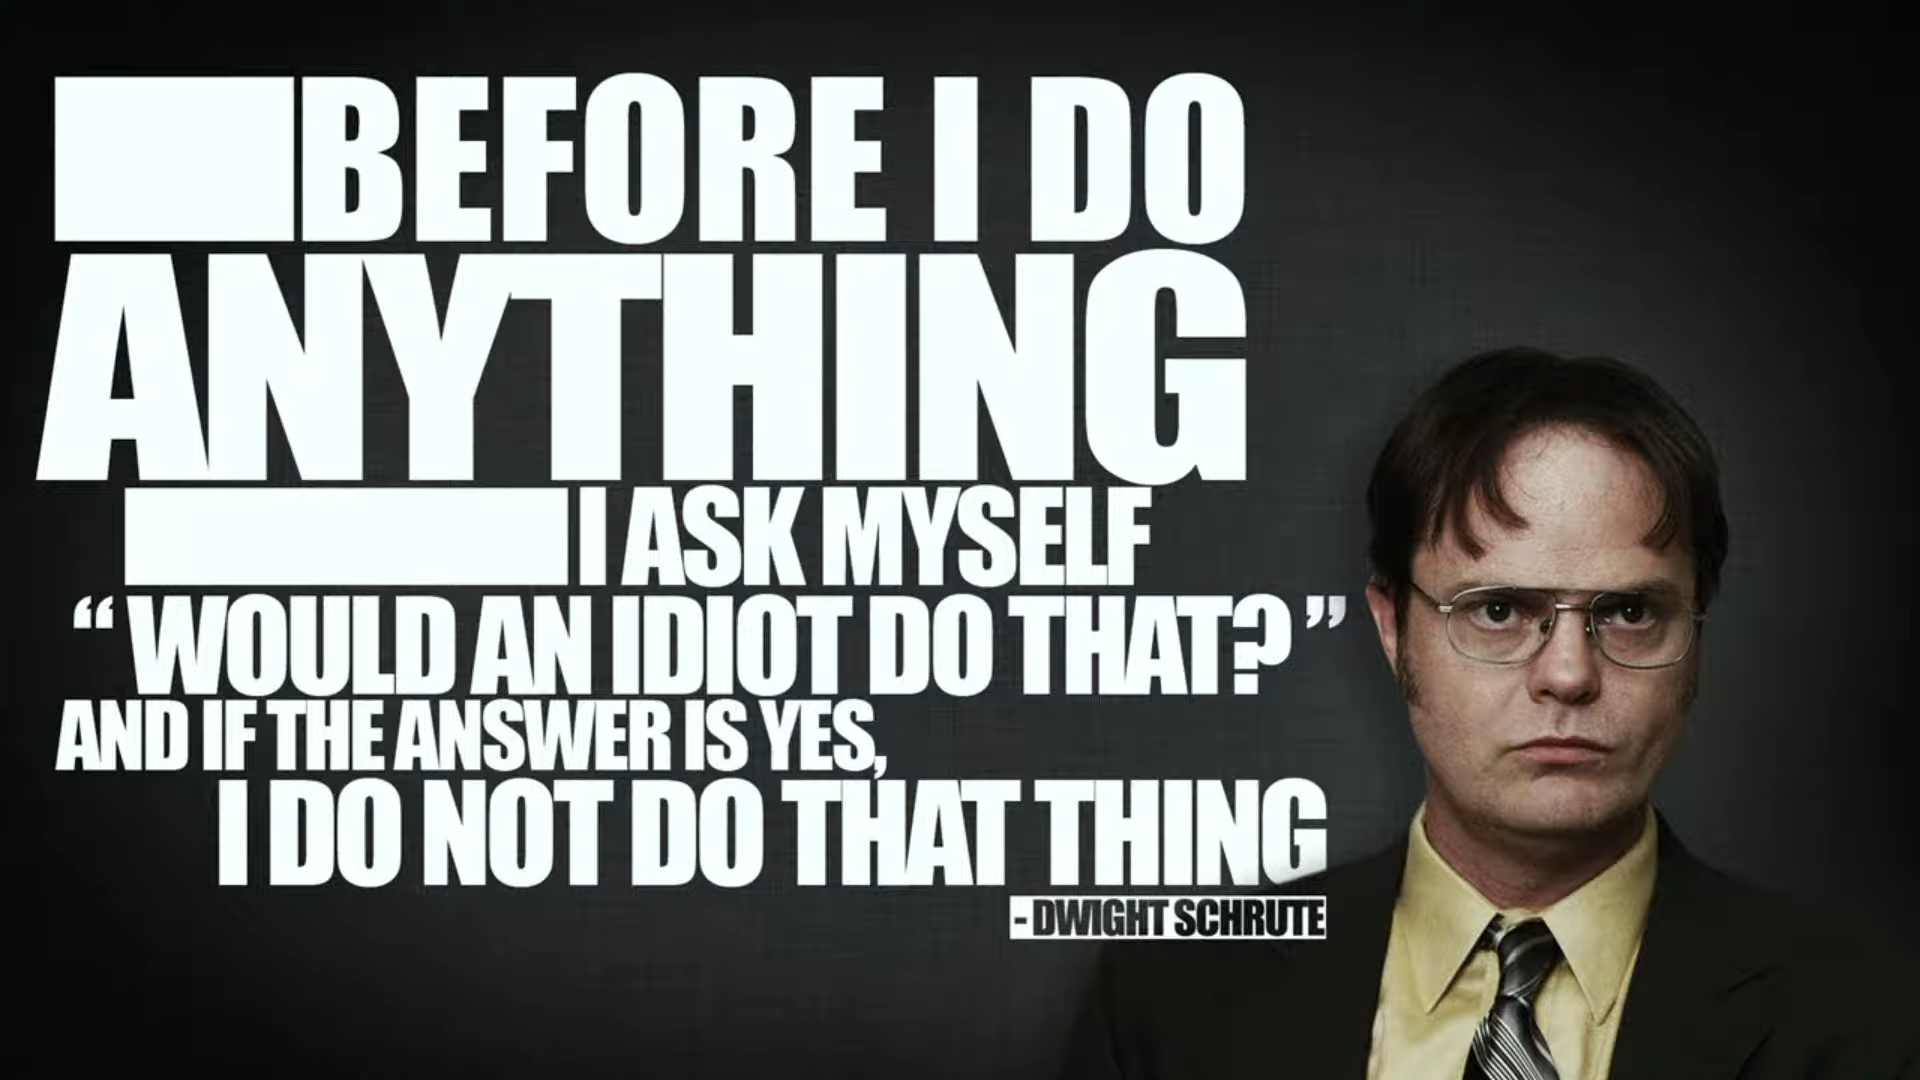 BEFORE I DO
ANYTHING
I ASK MYSELF
“WOULD AN IDIOT DO THAT?”
AND IF THE ANSWER IS YES,
I DO NOT DO THAT THING
- DWIGHT SCHRUTE